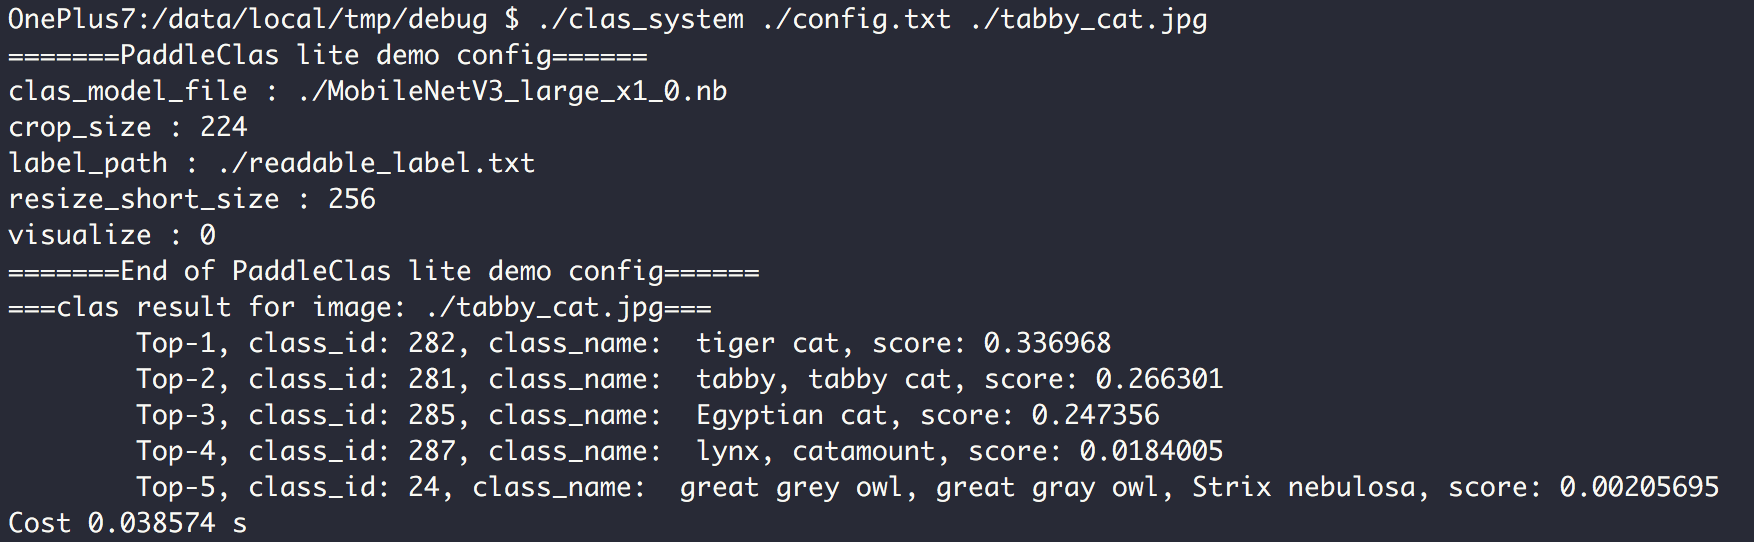 OnePlus7:/data/local/tmp/debug $ ./clas_system ./config.txt ./tabby_cat.jpg
=======PaddleClas lite demo config======
clas_model_file : ./MobileNetV3_large_x1_0.nb
crop_size : 224
label_path : ./readable_label.txt
resize_short_size : 256
visualize : 0
=======End of PaddleClas lite demo config======
===clas result for image: ./tabby_cat.jpg===
	Top-1, class_id: 282, class_name:  tiger cat, score: 0.336968
	Top-2, class_id: 281, class_name:  tabby, tabby cat, score: 0.266301
	Top-3, class_id: 285, class_name:  Egyptian cat, score: 0.247356
	Top-4, class_id: 287, class_name:  lynx, catamount, score: 0.0184005
	Top-5, class_id: 24, class_name:  great grey owl, great gray owl, Strix nebulosa, score: 0.00205695
Cost 0.038574 s